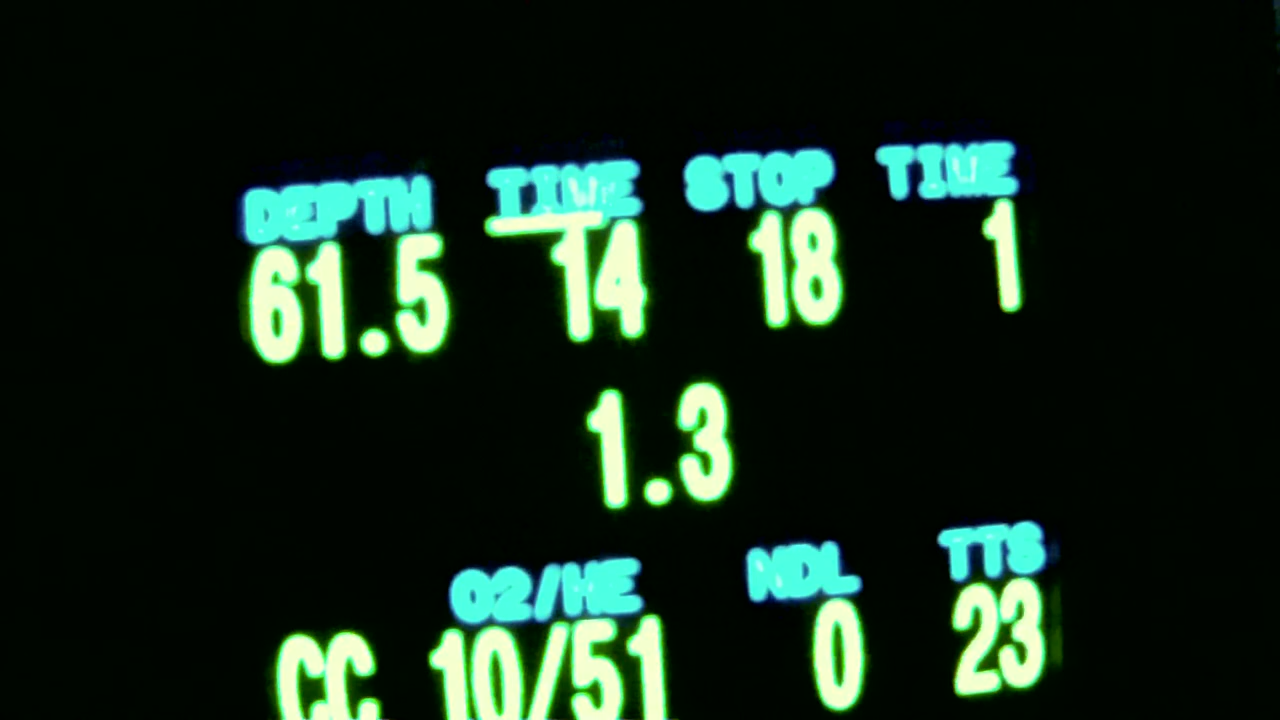 DEPTH TIME STOP TIME
61.5 14 18 1
1.3
O2/HE NDL TTS
CC 10/51 0 23